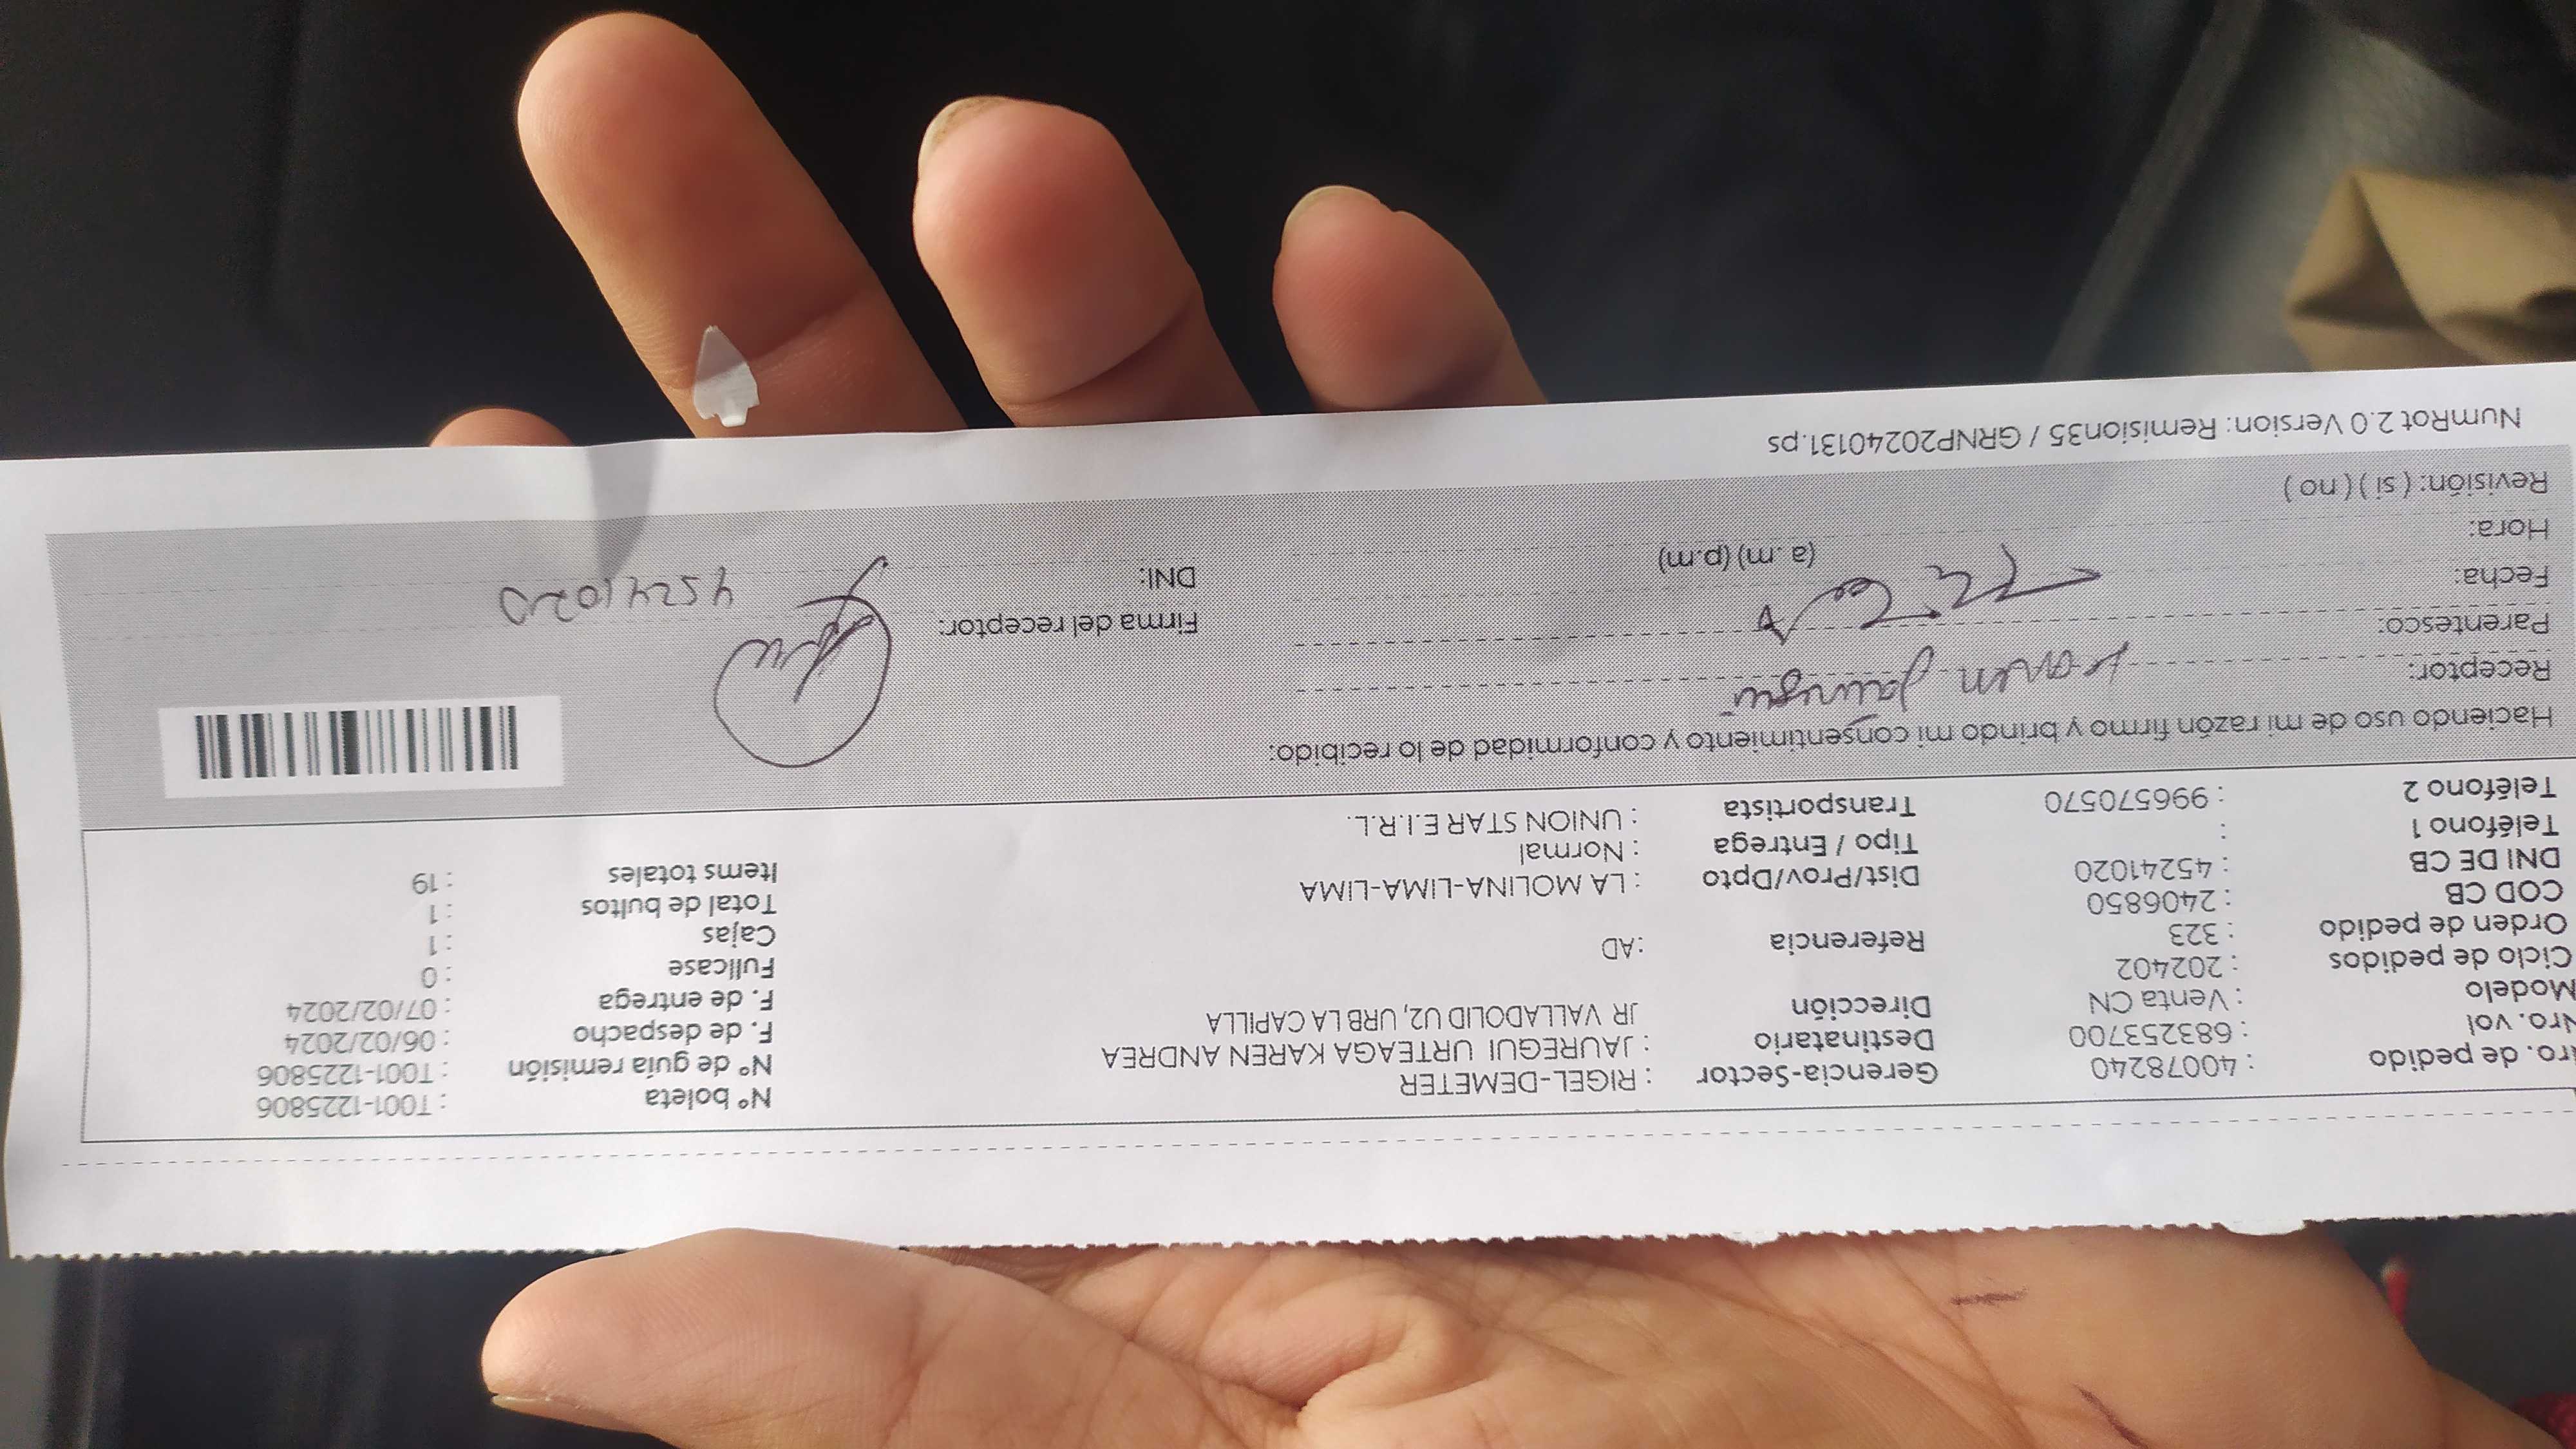 ro. de pedido : 40078240 Gerencia-Sector : RIGEL-DEMETER Nº boleta : T001-1225806
Nro. vol : 683253700 Destinatario : JAUREGUI URTEAGA KAREN ANDREA Nº de guía remisión : T001-1225806
Modelo : Venta CN Dirección JR VALLADOLID U2, URB LA CAPILLA F. de despacho : 06/02/2024
Ciclo de pedidos : 202402 F. de entrega : 07/02/2024
Orden de pedido : 323 Referencia :AD Fullcase : 0
COD CB : 2406850 Cajas : 1
DNI DE CB : 45241020 Dist/Prov/Dpto : LA MOLINA-LIMA-LIMA Total de bultos : 1
Teléfono 1 : Tipo / Entrega : Normal Items totales : 19
Teléfono 2 : 996570570 Transportista : UNION STAR E.I.R.L.
Haciendo uso de mi razón firmo y brindo mi consentimiento y conformidad de lo recibido:
Receptor: Karen Jauregui
Parentesco: Firma del receptor:
Fecha: DNI: 45241020
Hora: (a.m) (p.m)
Revisión: ( si ) ( no )
NumRot 2.0 Version: Remision35 / GRNP20240131.ps